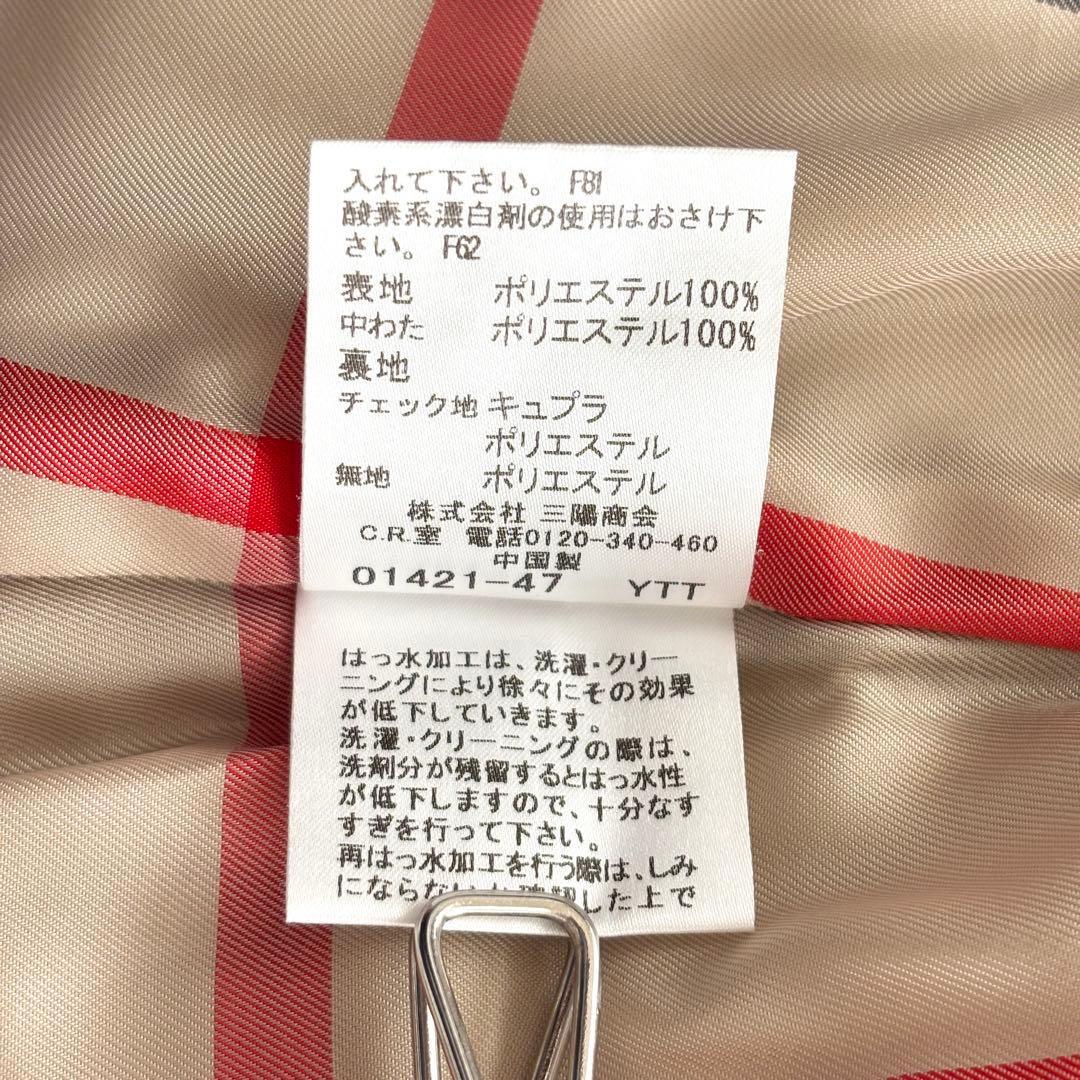 入れて下さい。 F81
酸素系漂白剤の使用はおさけ下
さい。 F62
表地 ポリエステル100%
中わた ポリエステル100%
裏地
チェック地 キュプラ
ポリエステル
無地 ポリエステル
株式会社 三陽商会
C.R.室 電話0120-340-460
中国製
01421-47 YTT
はっ水加工は、洗濯・クリー
ニングにより徐々にその効果
が低下していきます。
洗濯・クリーニングの際は、
洗剤分が残留するとはっ水性
が低下しますので、十分なす
すぎを行って下さい。
再はっ水加工を行う際は、しみ
にならない した上で